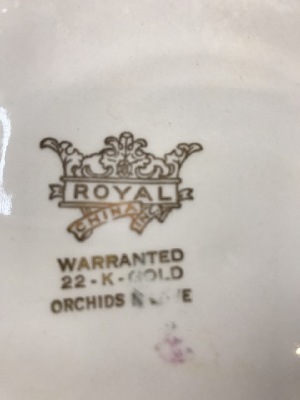 ROYAL
CHINA
WARRANTED
22-K-GOLD
ORCHIDS